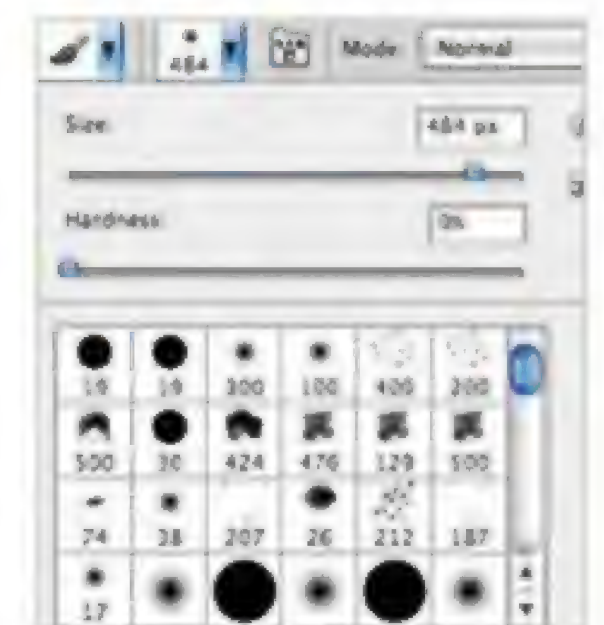 484 Mode: Normal
Size: 484 px
Hardness: 0%
19 19 300 100 400 200
500 30 424 476 129 500
74 38 207 26 212 187
17